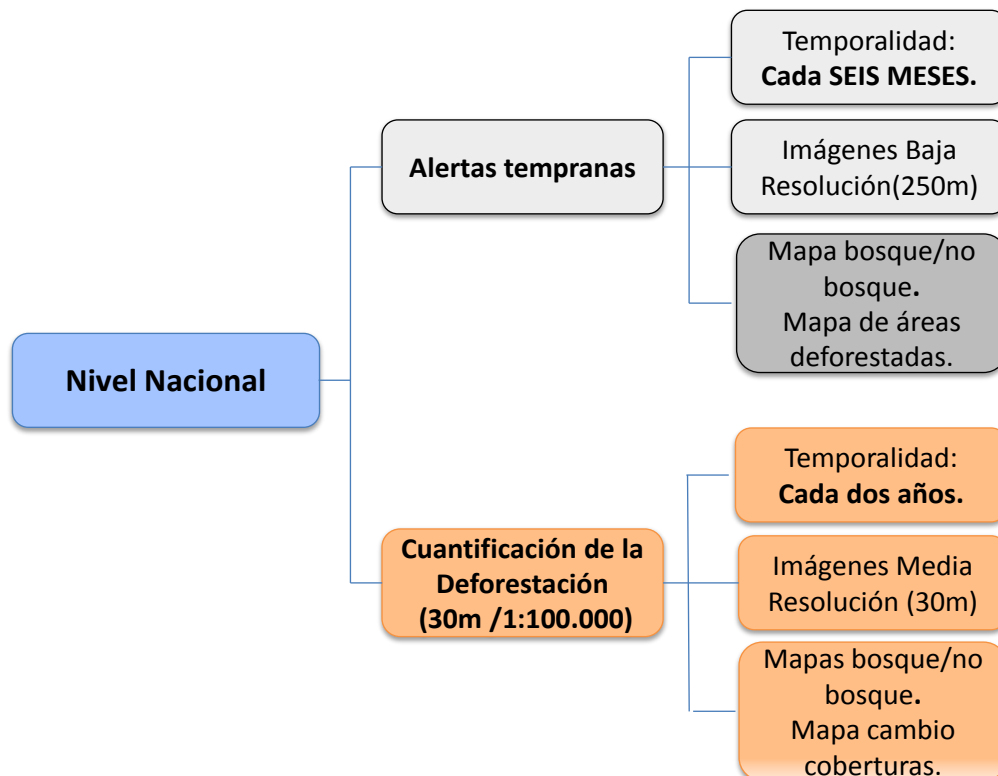 Nivel Nacional
Alertas tempranas
Temporalidad:
Cada SEIS MESES.
Imágenes Baja
Resolución(250m)
Mapa bosque/no
bosque.
Mapa de áreas
deforestadas.
Cuantificación de la
Deforestación
(30m /1:100.000)
Temporalidad:
Cada dos años.
Imágenes Media
Resolución (30m)
Mapas bosque/no
bosque.
Mapa cambio
coberturas.